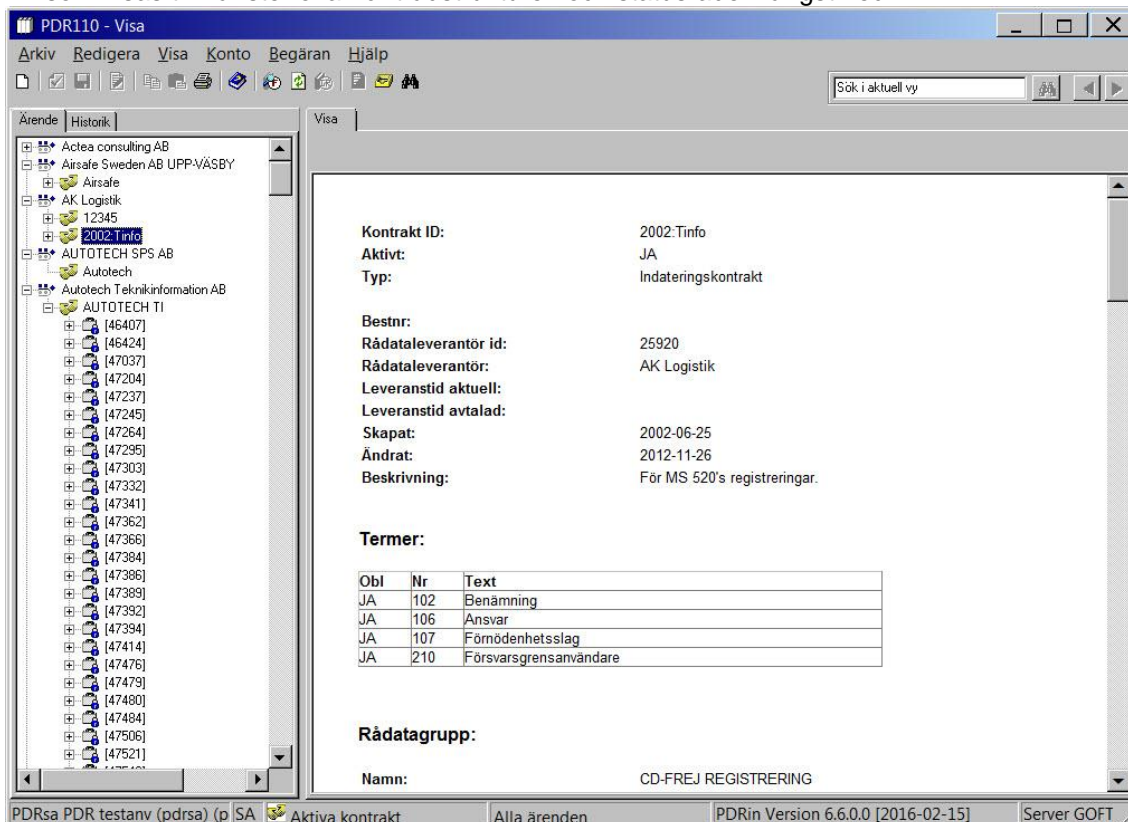 PDR110 - Visa
Arkiv Redigera Visa Konto Begäran Hjälp
Sök i aktuell vy
Ärende Historik
Visa
Actea consulting AB
Airsafe Sweden AB UPP-VÄSBY
Airsafe
AK Logistik
12345
2002:Tinfo
AUTOTECH SPS AB
Autotech
Autotech Teknikinformation AB
AUTOTECH TI
[46407]
[46424]
[47037]
[47204]
[47237]
[47245]
[47264]
[47295]
[47303]
[47332]
[47341]
[47362]
[47366]
[47384]
[47386]
[47389]
[47392]
[47394]
[47414]
[47476]
[47479]
[47480]
[47484]
[47506]
[47521]
Kontrakt ID: 2002:Tinfo
Aktivt: JA
Typ: Indateringskontrakt
Bestnr:
Rådataleverantör id: 25920
Rådataleverantör: AK Logistik
Leveranstid aktuell:
Leveranstid avtalad:
Skapat: 2002-06-25
Ändrat: 2012-11-26
Beskrivning: För MS 520's registreringar.
Termer:
Obl Nr Text
JA 102 Benämning
JA 106 Ansvar
JA 107 Förnödenhetsslag
JA 210 Försvarsgrensanvändare
Rådatagrupp:
Namn: CD-FREJ REGISTRERING
PDRsa PDR testanv (pdrsa) (p SA Aktiva kontrakt Alla ärenden PDRin Version 6.6.0.0 [2016-02-15] Server GOFT